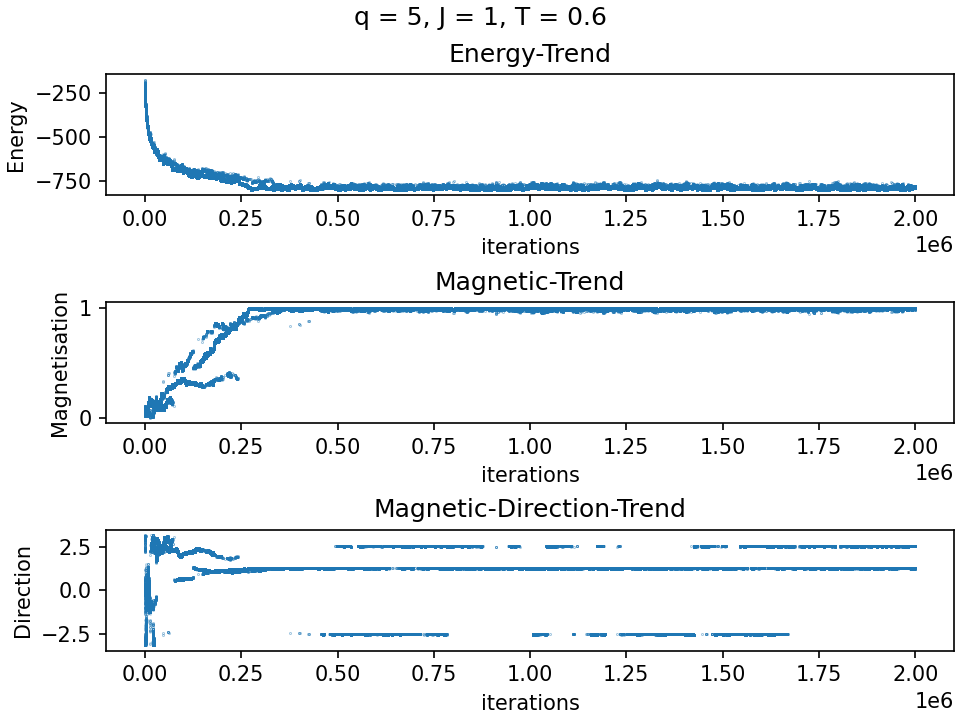 q = 5, J = 1, T = 0.6
Energy-Trend
Energy
−250
−500
−750
0.00 0.25 0.50 0.75 1.00 1.25 1.50 1.75 2.00
iterations
1e6
Magnetic-Trend
Magnetisation
1
0
0.00 0.25 0.50 0.75 1.00 1.25 1.50 1.75 2.00
iterations
1e6
Magnetic-Direction-Trend
Direction
2.5
0.0
−2.5
0.00 0.25 0.50 0.75 1.00 1.25 1.50 1.75 2.00
iterations
1e6